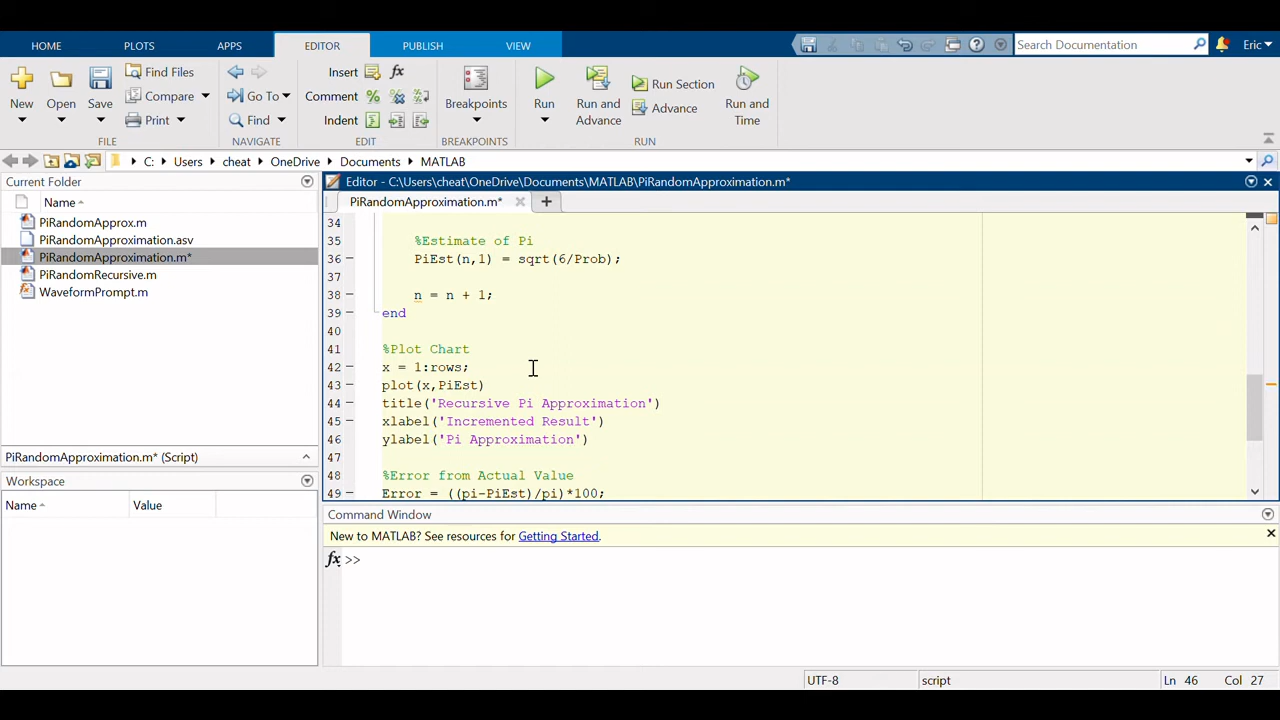 HOME PLOTS APPS EDITOR PUBLISH VIEW Search Documentation Eric
New Open Save Find Files Compare Print
FILE
Go To Find
NAVIGATE
Insert fx
Comment %
Indent
EDIT
Breakpoints
BREAKPOINTS
Run Run and Advance Run Section Advance Run and Time
RUN
C: Users cheat OneDrive Documents MATLAB
Current Folder
Name
PiRandomApprox.m
PiRandomApproximation.asv
PiRandomApproximation.m*
PiRandomRecursive.m
WaveformPrompt.m
PiRandomApproximation.m* (Script)
Workspace
Name Value
Editor - C:\Users\cheat\OneDrive\Documents\MATLAB\PiRandomApproximation.m*
PiRandomApproximation.m*
34
35 %Estimate of Pi
36 PiEst(n,1) = sqrt(6/Prob);
37
38 n = n + 1;
39 end
40
41 %Plot Chart
42 x = 1:rows;
43 plot(x,PiEst)
44 title('Recursive Pi Approximation')
45 xlabel('Incremented Result')
46 ylabel('Pi Approximation')
47
48 %Error from Actual Value
49 Error = ((pi-PiEst)/pi)*100;
Command Window
New to MATLAB? See resources for Getting Started.
fx >>
UTF-8 script Ln 46 Col 27